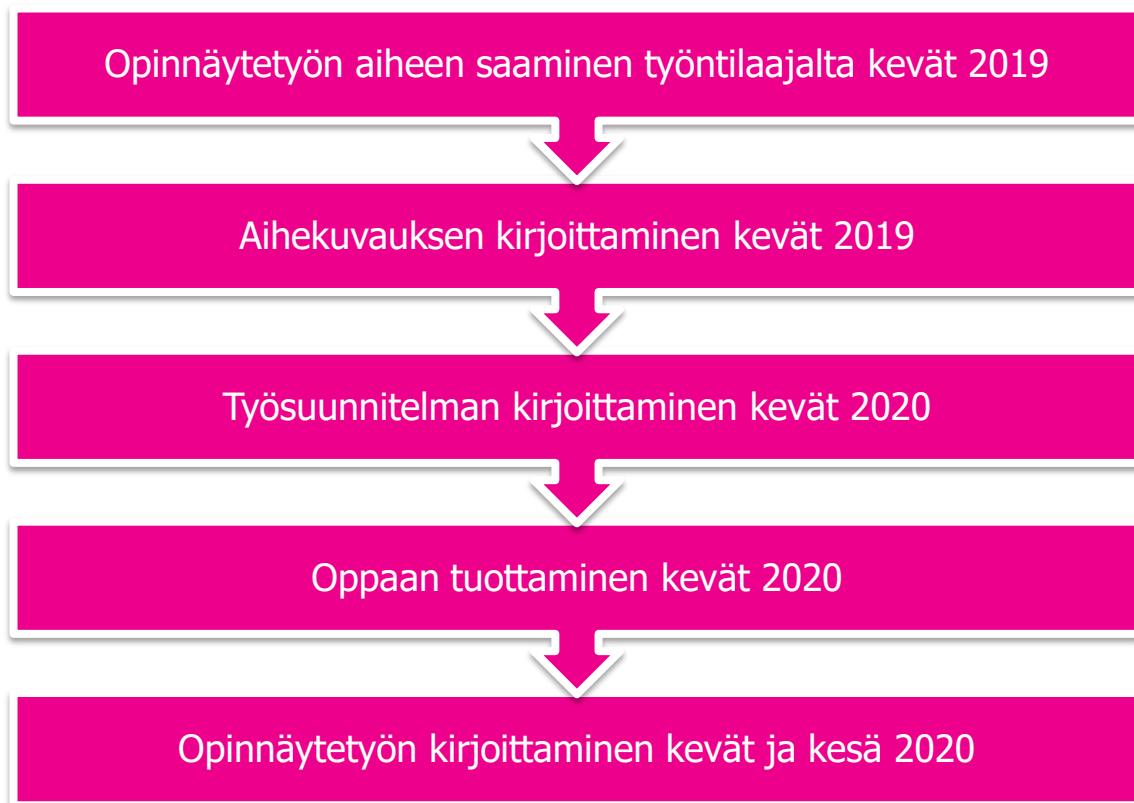 Opinnäytetyön aiheen saaminen työntilaajalta kevät 2019
Aihekuvauksen kirjoittaminen kevät 2019
Työsuunnitelman kirjoittaminen kevät 2020
Oppaan tuottaminen kevät 2020
Opinnäytetyön kirjoittaminen kevät ja kesä 2020